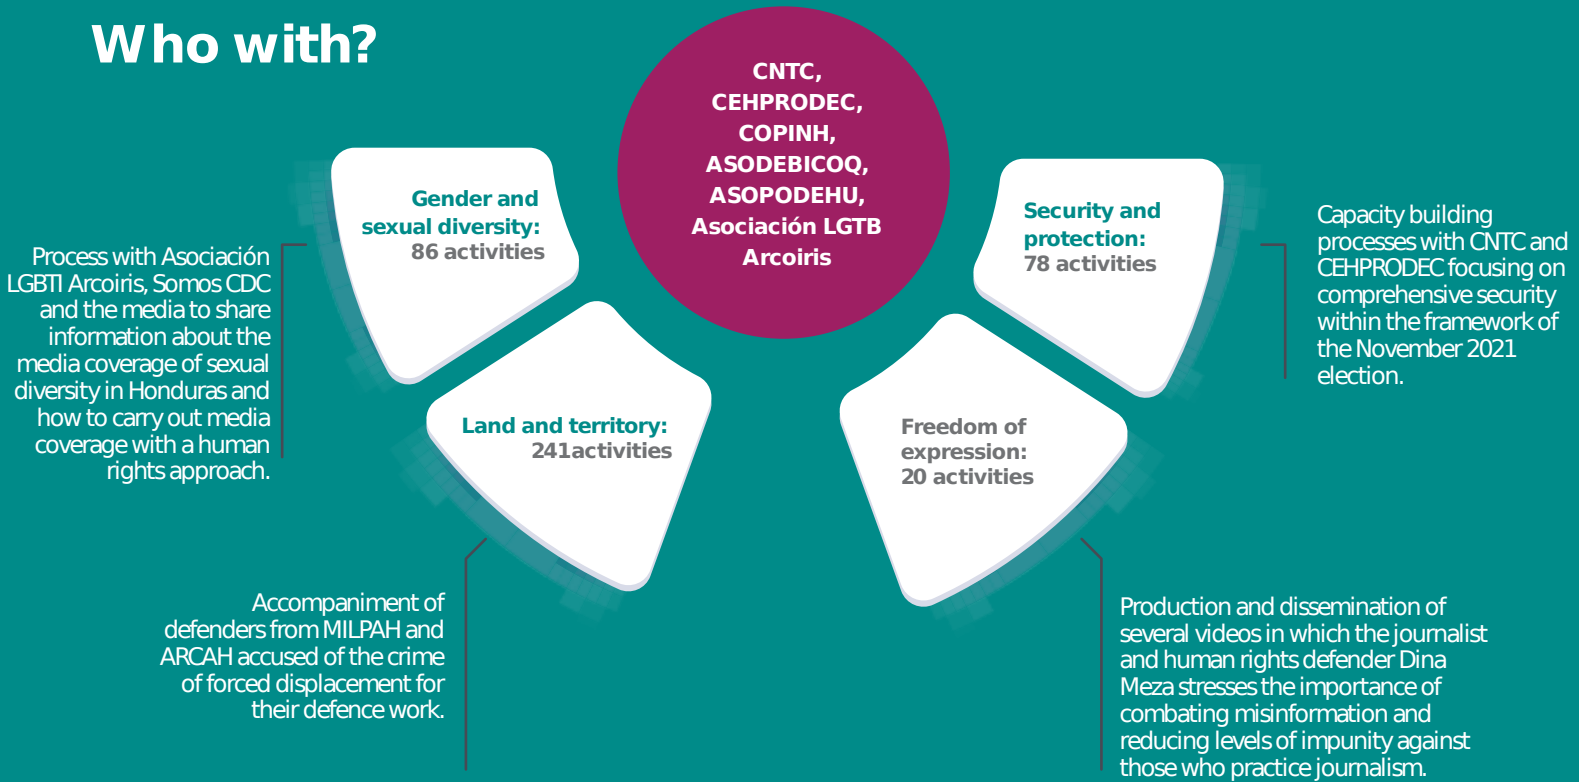 Who with?
CNTC,
CEHPRODEC,
COPINH,
ASODEBICOQ,
ASOPODEHU,
Asociación LGTB
Arcoiris
Gender and
sexual diversity:
86 activities
Process with Asociación
LGBTI Arcoiris, Somos CDC
and the media to share
information about the
media coverage of sexual
diversity in Honduras and
how to carry out media
coverage with a human
rights approach.
Land and territory:
241activities
Accompaniment of
defenders from MILPAH and
ARCAH accused of the crime
of forced displacement for
their defence work.
Freedom of
expression:
20 activities
Production and dissemination of
several videos in which the journalist
and human rights defender Dina
Meza stresses the importance of
combating misinformation and
reducing levels of impunity against
those who practice journalism.
Security and
protection:
78 activities
Capacity building
processes with CNTC and
CEHPRODEC focusing on
comprehensive security
within the framework of
the November 2021
election.